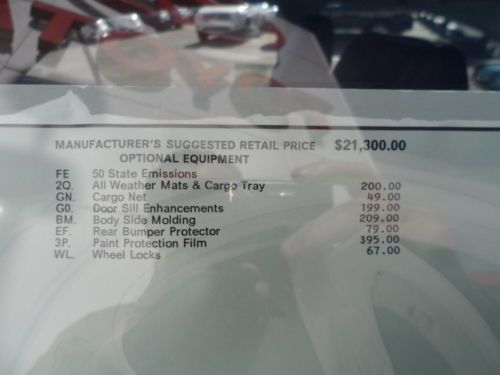 MANUFACTURER'S SUGGESTED RETAIL PRICE $21,300.00
OPTIONAL EQUIPMENT
FE 50 State Emissions
2Q. All Weather Mats & Cargo Tray 200.00
GN. Cargo Net 49.00
G0. Door Sill Enhancements 199.00
BM. Body Side Molding 209.00
EF. Rear Bumper Protector 79.00
3P. Paint Protection Film 395.00
WL. Wheel Locks 67.00